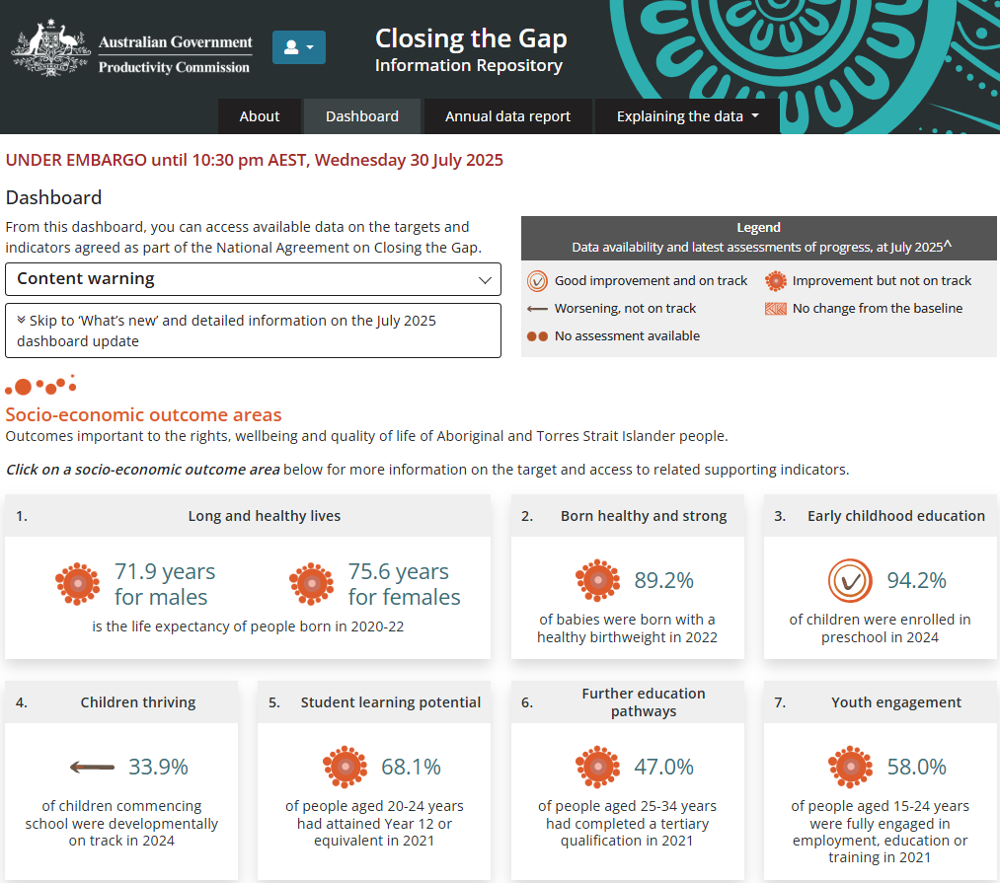 Australian Government
Productivity Commission
Closing the Gap
Information Repository
About
Dashboard
Annual data report
Explaining the data
UNDER EMBARGO until 10:30 pm AEST, Wednesday 30 July 2025
Dashboard
From this dashboard, you can access available data on the targets and
indicators agreed as part of the National Agreement on Closing the Gap.
Content warning
Skip to ‘What’s new’ and detailed information on the July 2025
dashboard update
Legend
Data availability and latest assessments of progress, at July 2025^
Good improvement and on track
Improvement but not on track
Worsening, not on track
No change from the baseline
No assessment available
Socio-economic outcome areas
Outcomes important to the rights, wellbeing and quality of life of Aboriginal and Torres Strait Islander people.
Click on a socio-economic outcome area below for more information on the target and access to related supporting indicators.
1. Long and healthy lives
71.9 years
for males
75.6 years
for females
is the life expectancy of people born in 2020-22
2. Born healthy and strong
89.2%
of babies were born with a
healthy birthweight in 2022
3. Early childhood education
94.2%
of children were enrolled in
preschool in 2024
4. Children thriving
33.9%
of children commencing
school were developmentally
on track in 2024
5. Student learning potential
68.1%
of people aged 20-24 years
had attained Year 12 or
equivalent in 2021
6. Further education
pathways
47.0%
of people aged 25-34 years
had completed a tertiary
qualification in 2021
7. Youth engagement
58.0%
of people aged 15-24 years
were fully engaged in
employment, education or
training in 2021